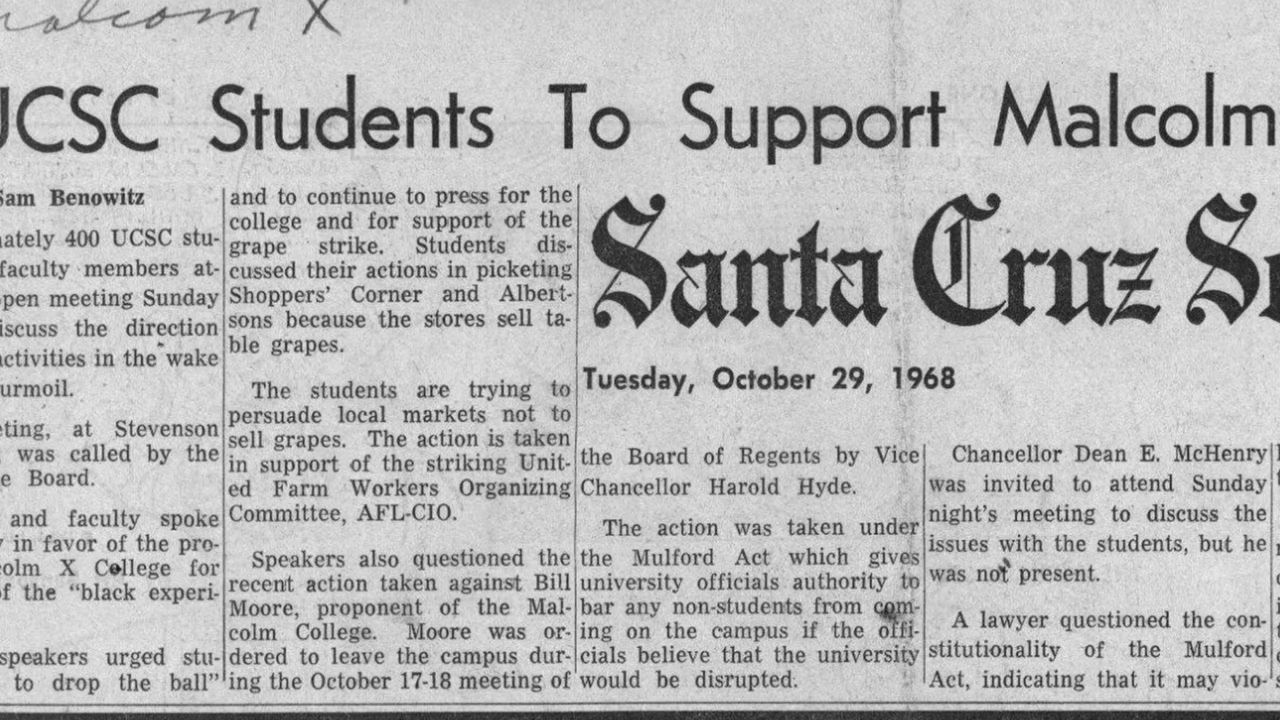 Malcom X
UCSC Students To Support Malcolm
Sam Benowitz
nately 400 UCSC stu-
faculty members at-
open meeting Sunday
iscuss the direction
activities in the wake
urmoil.
eting, at Stevenson
was called by the
e Board.
and faculty spoke
y in favor of the pro-
colm X College for
of the "black experi-
speakers urged stu-
to drop the ball"
and to continue to press for the
college and for support of the
grape strike. Students dis-
cussed their actions in picketing
Shoppers' Corner and Albert-
sons because the stores sell ta-
ble grapes.
The students are trying to
persuade local markets not to
sell grapes. The action is taken
in support of the striking Unit-
ed Farm Workers Organizing
Committee, AFL-CIO.
Speakers also questioned the
recent action taken against Bill
Moore, proponent of the Mal-
colm College. Moore was or-
dered to leave the campus dur-
ing the October 17-18 meeting of
Santa Cruz Se
Tuesday, October 29, 1968
the Board of Regents by Vice
Chancellor Harold Hyde.
The action was taken under
the Mulford Act which gives
university officials authority to
bar any non-students from com-
ing on the campus if the offi-
cials believe that the university
would be disrupted.
Chancellor Dean E. McHenry
was invited to attend Sunday
night's meeting to discuss the
issues with the students, but he
was not present.
A lawyer questioned the con-
stitutionality of the Mulford
Act, indicating that it may vio-